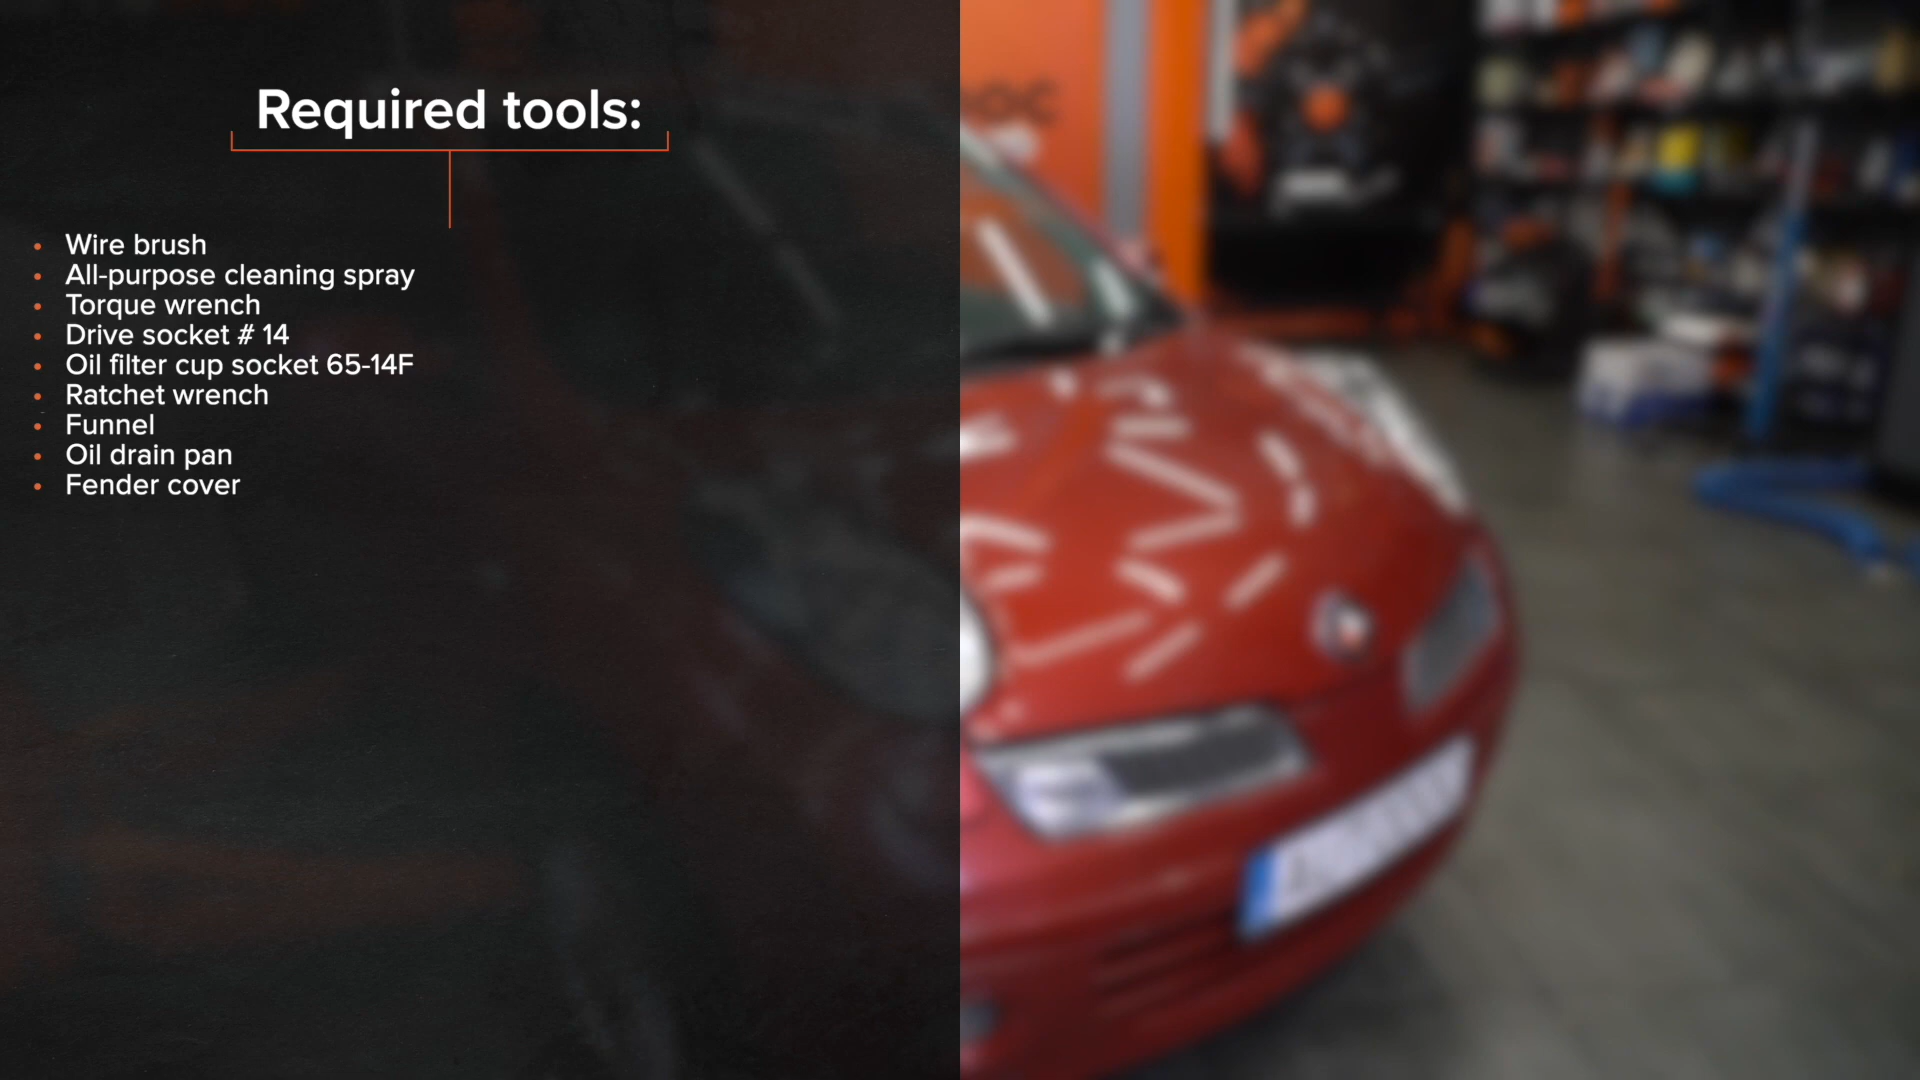 Required tools:
Wire brush
All-purpose cleaning spray
Torque wrench
Drive socket # 14
Oil filter cup socket 65-14F
Ratchet wrench
Funnel
Oil drain pan
Fender cover